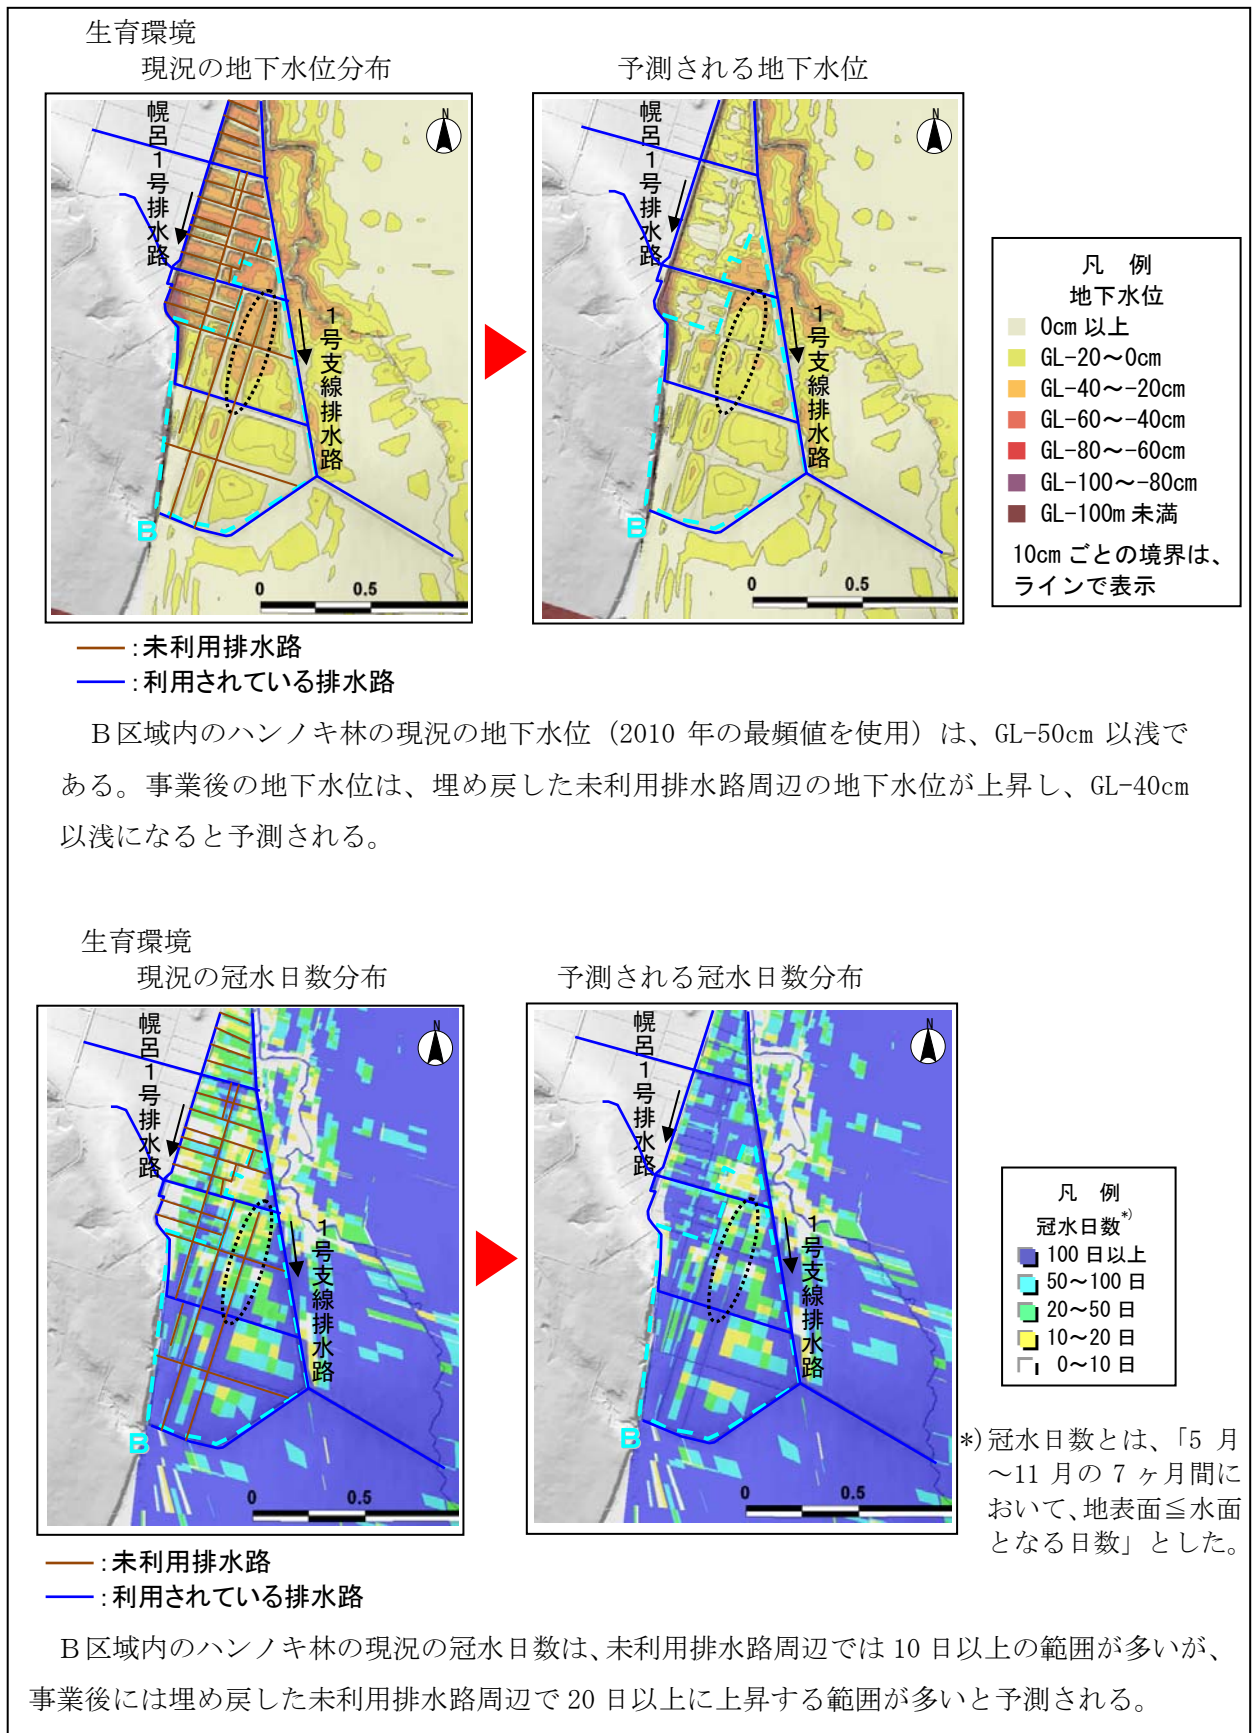 生育環境
現況の地下水位分布
予測される地下水位
幌呂1号排水路
1号支線排水路
N
B
0 0.5
幌呂1号排水路
1号支線排水路
N
B
0 0.5
凡 例
地下水位
0cm 以上
GL-20～0cm
GL-40～-20cm
GL-60～-40cm
GL-80～-60cm
GL-100～-80cm
GL-100m 未満
10cm ごとの境界は、
ラインで表示
：未利用排水路
：利用されている排水路
Ｂ区域内のハンノキ林の現況の地下水位（2010 年の最頻値を使用）は、GL-50cm 以浅で
ある。事業後の地下水位は、埋め戻した未利用排水路周辺の地下水位が上昇し、GL-40cm
以浅になると予測される。
生育環境
現況の冠水日数分布
予測される冠水日数分布
幌呂1号排水路
1号支線排水路
N
B
0 0.5
幌呂1号排水路
1号支線排水路
N
B
0 0.5
凡 例
冠水日数*)
100 日以上
50～100 日
20～50 日
10～20 日
0～10 日
*)冠水日数とは、「5 月
～11 月の 7 ヶ月間に
おいて、地表面≦水面
となる日数」とした。
：未利用排水路
：利用されている排水路
Ｂ区域内のハンノキ林の現況の冠水日数は、未利用排水路周辺では 10 日以上の範囲が多いが、
事業後には埋め戻した未利用排水路周辺で 20 日以上に上昇する範囲が多いと予測される。